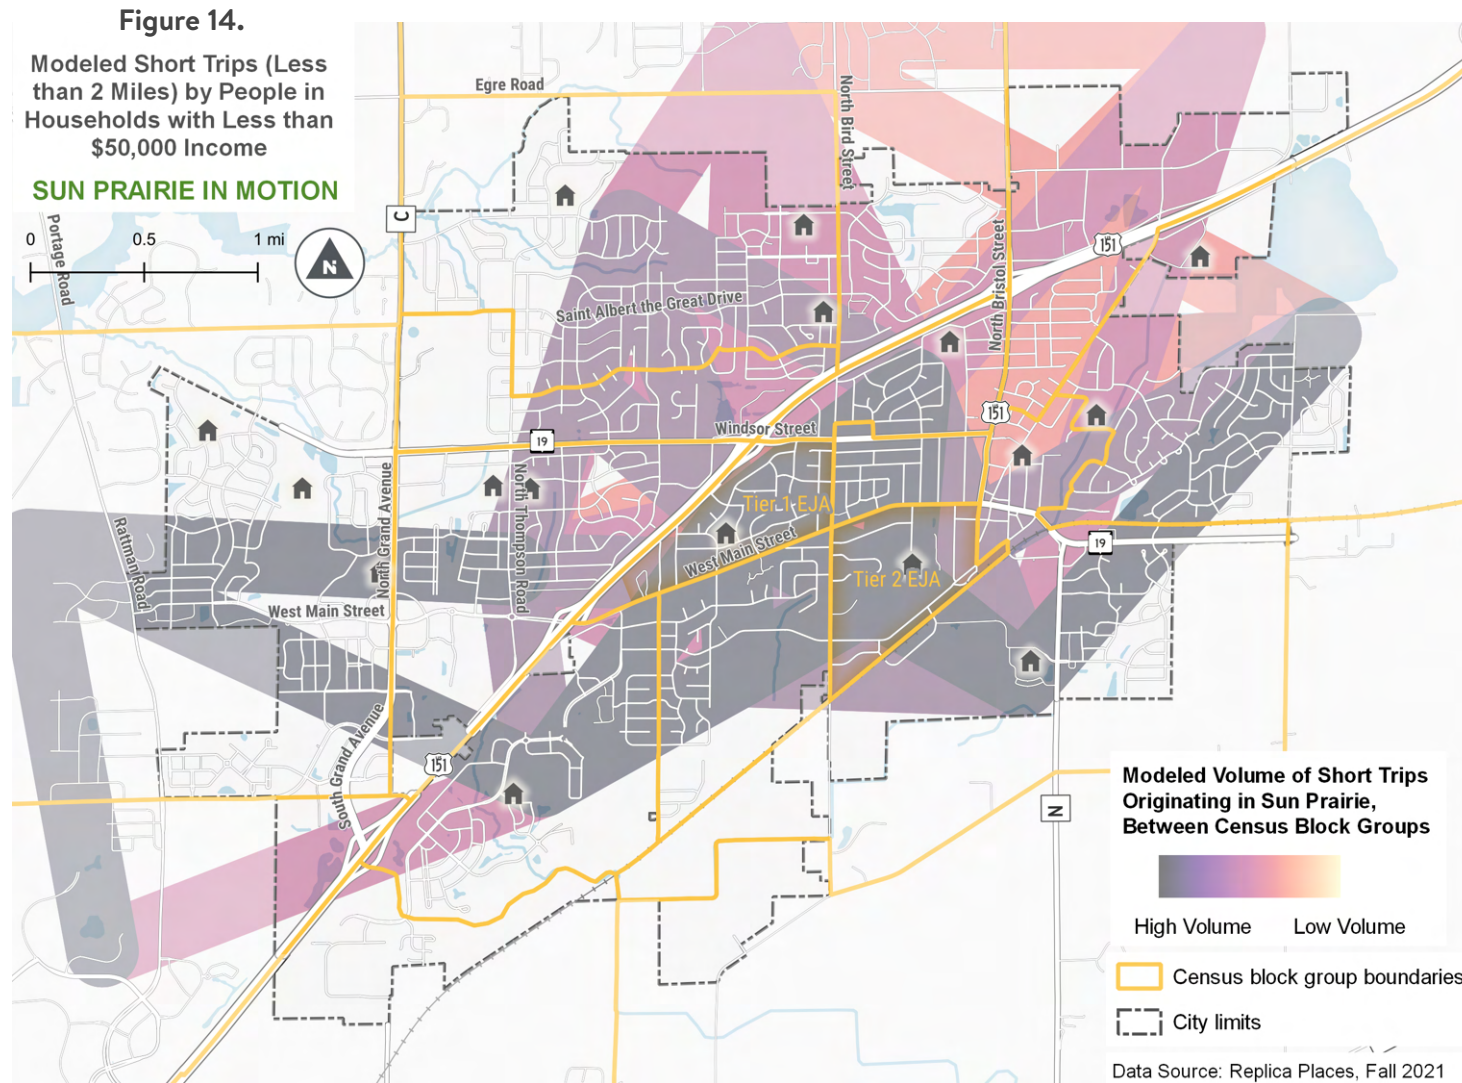 Figure 14.
Modeled Short Trips (Less
than 2 Miles) by People in
Households with Less than
$50,000 Income
SUN PRAIRIE IN MOTION
0 0.5 1 mi
N
Portage Road
C
Egre Road
North Bird Street
151
North Bristol Street
Saint Albert the Great Drive
151
Windsor Street
19
North Grand Avenue
North Thompson Road
Rattman Road
Tier 1 EJA
West Main Street
19
Tier 2 EJA
West Main Street
South Grand Avenue
151
N
Modeled Volume of Short Trips
Originating in Sun Prairie,
Between Census Block Groups
High Volume Low Volume
Census block group boundaries
City limits
Data Source: Replica Places, Fall 2021